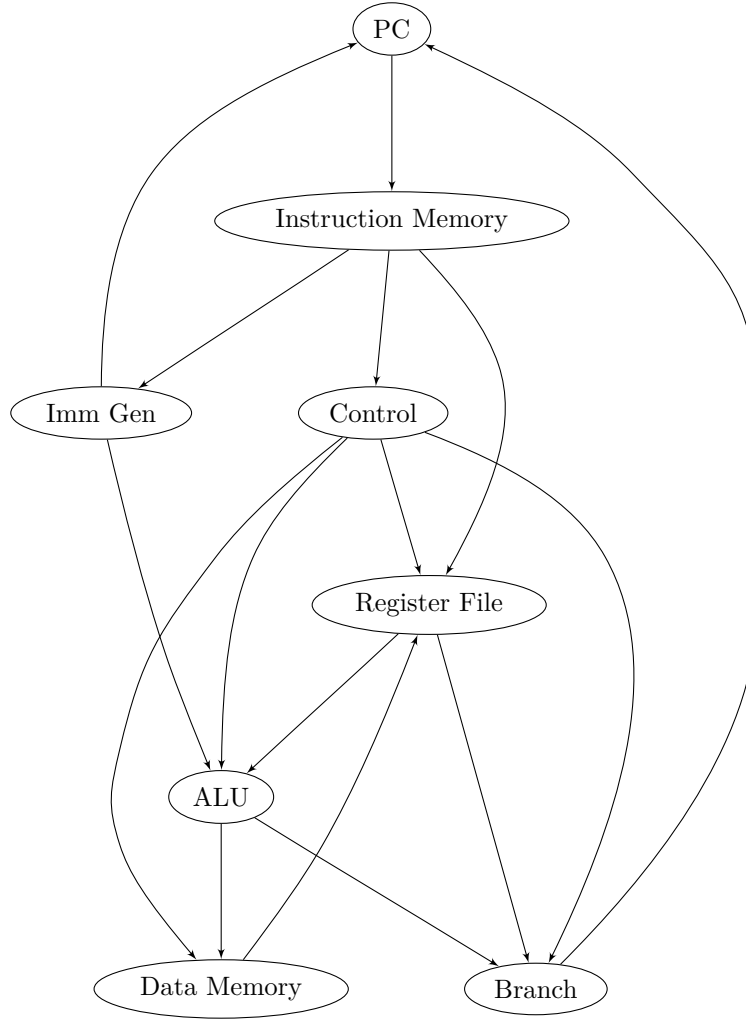 PC
Instruction Memory
Imm Gen
Control
Register File
ALU
Data Memory
Branch